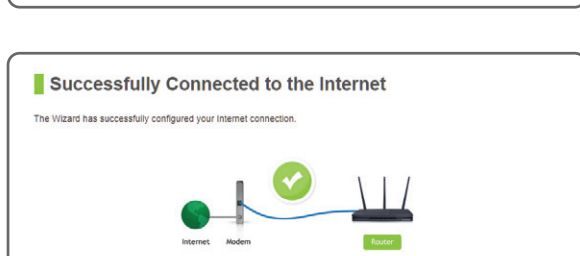 Successfully Connected to the Internet
The Wizard has successfully configured your Internet connection.
Internet Modem Router